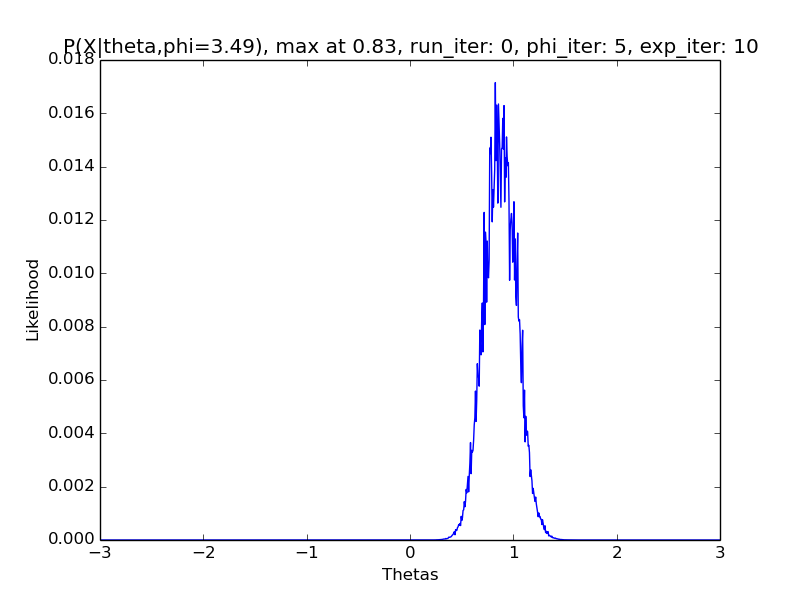 P(X|theta,phi=3.49), max at 0.83, run_iter: 0, phi_iter: 5, exp_iter: 10
0.018
0.016
0.014
0.012
0.010
0.008
0.006
0.004
0.002
0.000
Likelihood
−3 −2 −1 0 1 2 3
Thetas